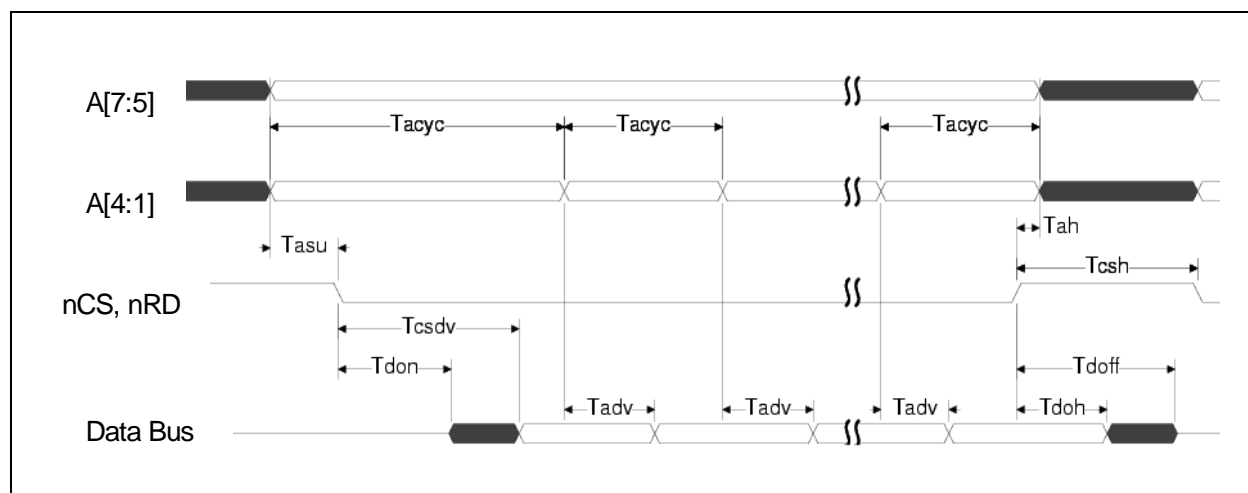 A[7:5]
Tacyc Tacyc Tacyc
A[4:1]
Tah
Tasu
Tcsh
nCS, nRD
Tcsdv
Tdon Tdoff
Tadv Tadv Tadv Tdoh
Data Bus